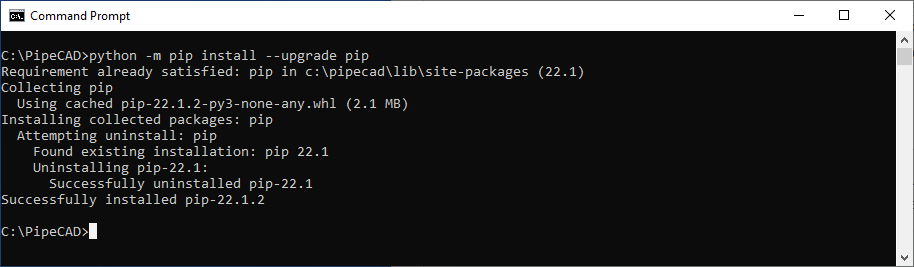 Command Prompt
C:\PipeCAD>python -m pip install --upgrade pip
Requirement already satisfied: pip in c:\pipecad\lib\site-packages (22.1)
Collecting pip
  Using cached pip-22.1.2-py3-none-any.whl (2.1 MB)
Installing collected packages: pip
  Attempting uninstall: pip
    Found existing installation: pip 22.1
    Uninstalling pip-22.1:
      Successfully uninstalled pip-22.1
Successfully installed pip-22.1.2
C:\PipeCAD>